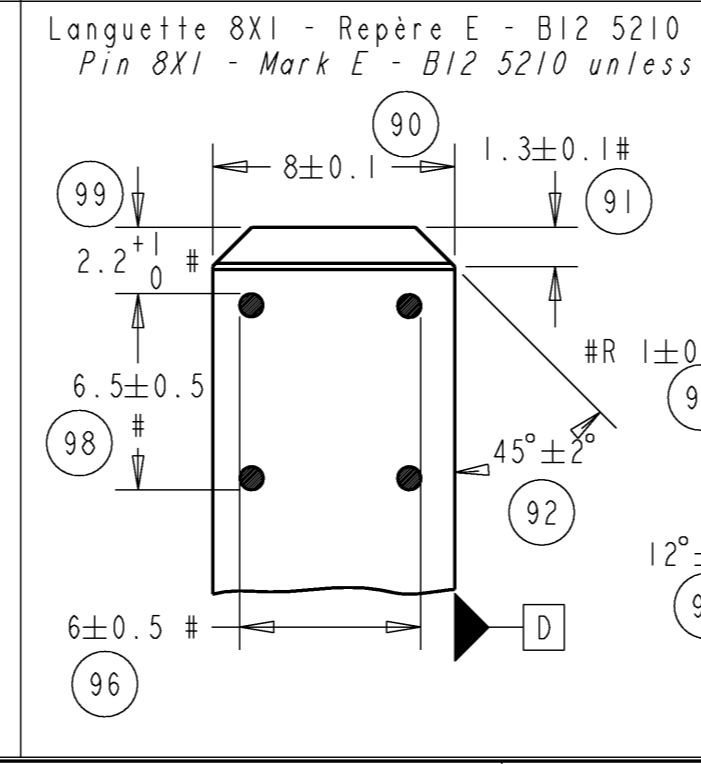 Languette 8X1 - Repère E - B12 5210
Pin 8X1 - Mark E - B12 5210 unless
90
8±0.1
1.3±0.1#
99
91
2.2 +1 0 #
#R 1±0
6.5±0.5
#
98
45°±2°
92
12°±
6±0.5 #
D
96